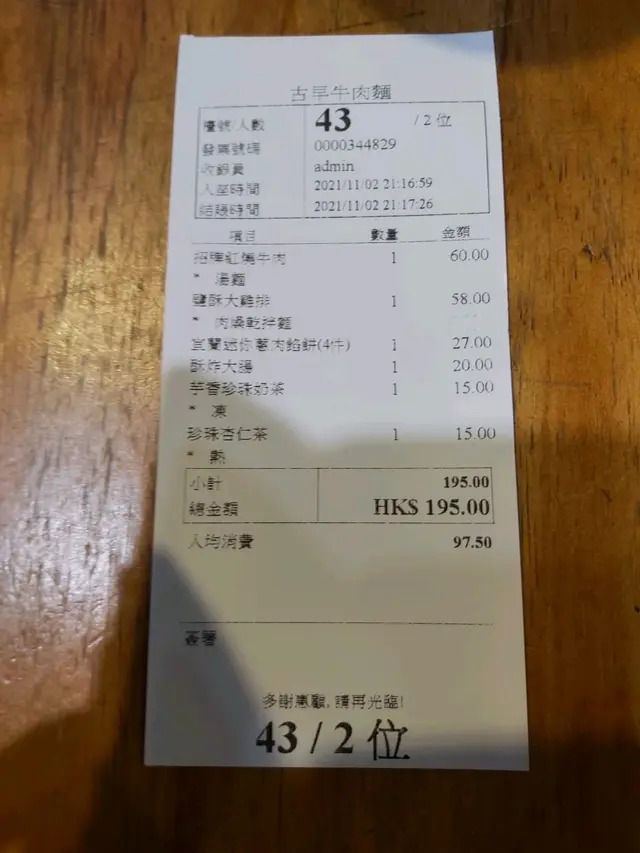 古早牛肉麵
檯號/人數 43 /2位
發票號碼 0000344829
收銀員 admin
入座時間 2021/11/02 21:16:59
結賬時間 2021/11/02 21:17:26
項目 數量 金額
招牌紅燒牛肉 1 60.00
* 湯麵
鹽酥大雞排 1 58.00
* 肉燥乾拌麵
宜蘭迷你蔥肉餡餅(4件) 1 27.00
酥炸大腸 1 20.00
芋香珍珠奶茶 1 15.00
* 凍
珍珠杏仁茶 1 15.00
* 熱
小計 195.00
總金額 HK$ 195.00
人均消費 97.50
簽署
多謝惠顧,請再光臨!
43 / 2 位